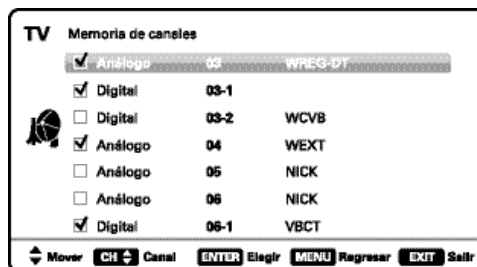 TV Memoria de canales
Análogo 03 WREG-DT
Digital 03-1
Digital 03-2 WCVB
Análogo 04 WEXT
Análogo 05 NICK
Análogo 06 NICK
Digital 06-1 VBCT
Mover CH Canal ENTER Elegir MENU Regresar EXIT Salir